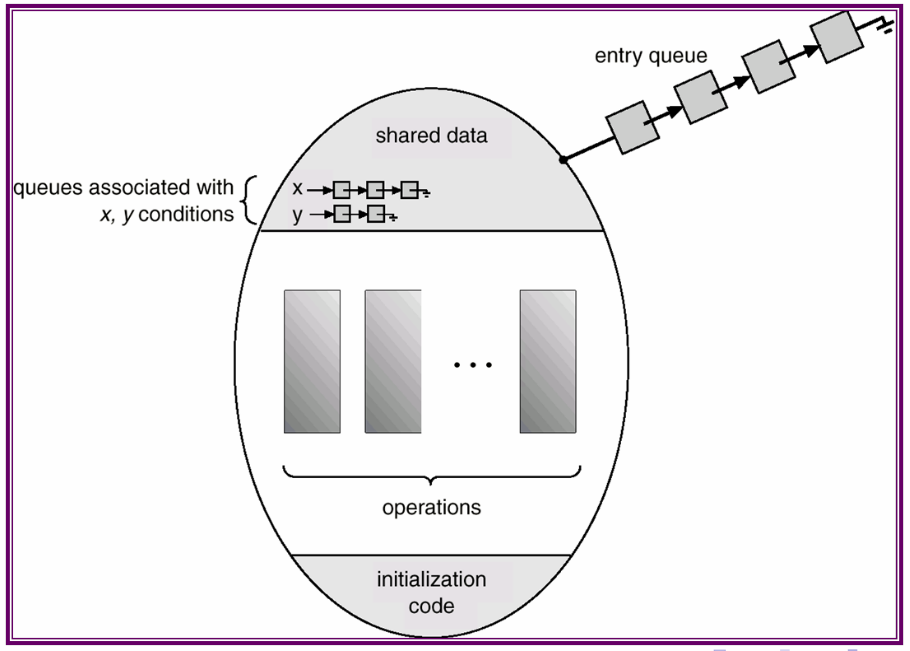 entry queue
shared data
queues associated with
x, y conditions
x
y
...
operations
initialization
code